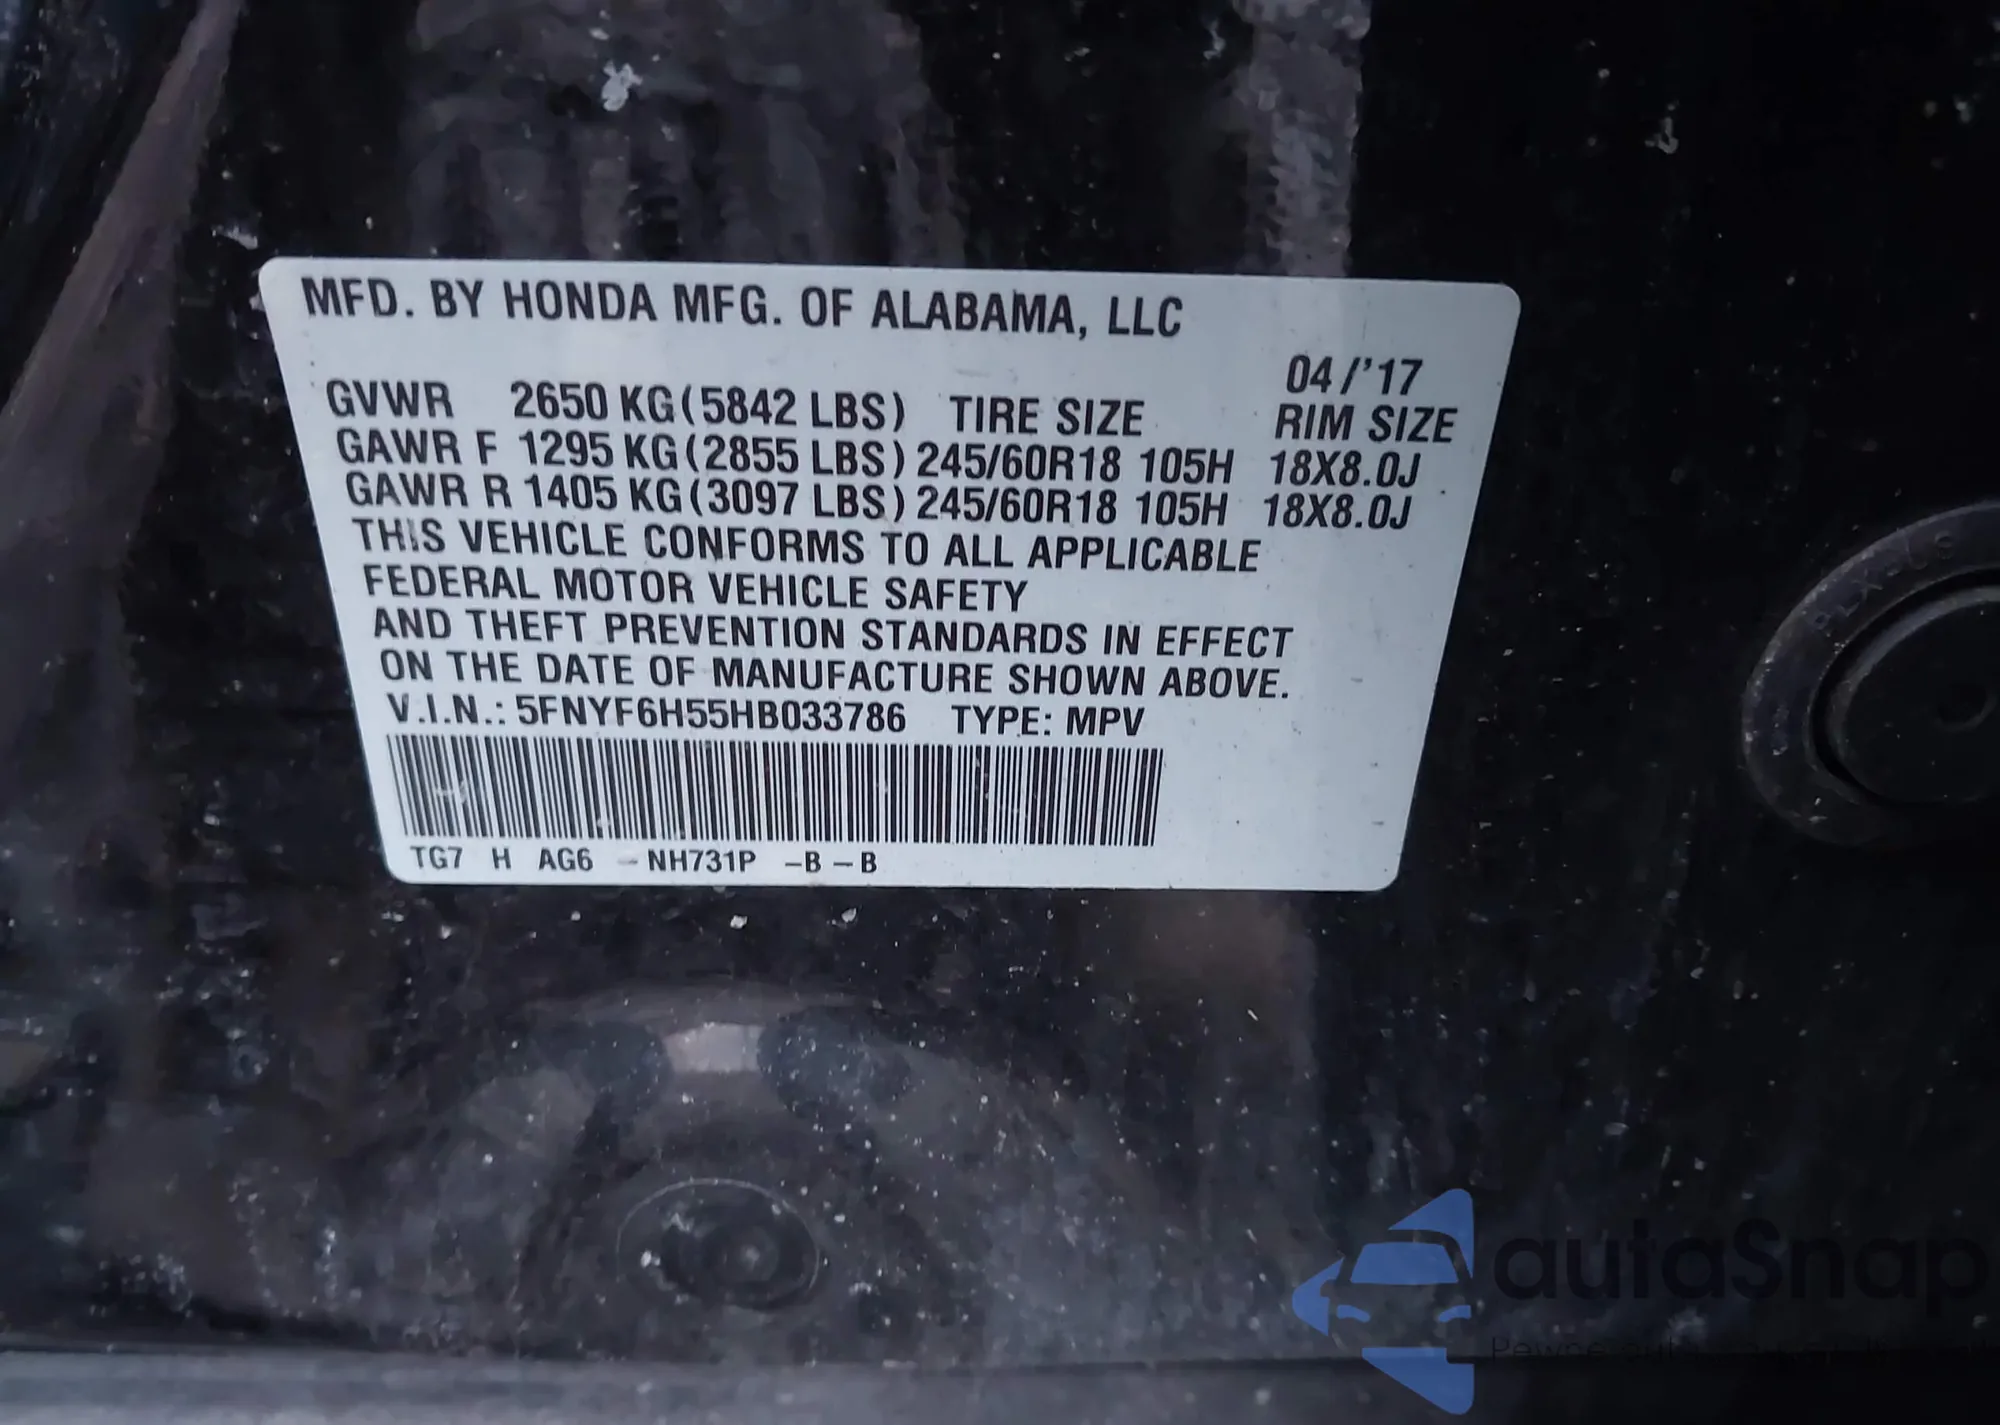 MFD. BY HONDA MFG. OF ALABAMA, LLC
04/'17
GVWR 2650 KG(5842 LBS) TIRE SIZE RIM SIZE
GAWR F 1295 KG(2855 LBS) 245/60R18 105H 18X8.0J
GAWR R 1405 KG(3097 LBS) 245/60R18 105H 18X8.0J
THIS VEHICLE CONFORMS TO ALL APPLICABLE
FEDERAL MOTOR VEHICLE SAFETY
AND THEFT PREVENTION STANDARDS IN EFFECT
ON THE DATE OF MANUFACTURE SHOWN ABOVE.
V.I.N.: 5FNYF6H55HB033786 TYPE: MPV
TG7 H AG6 - NH731P -B - B
autaSnap
Pewne auta